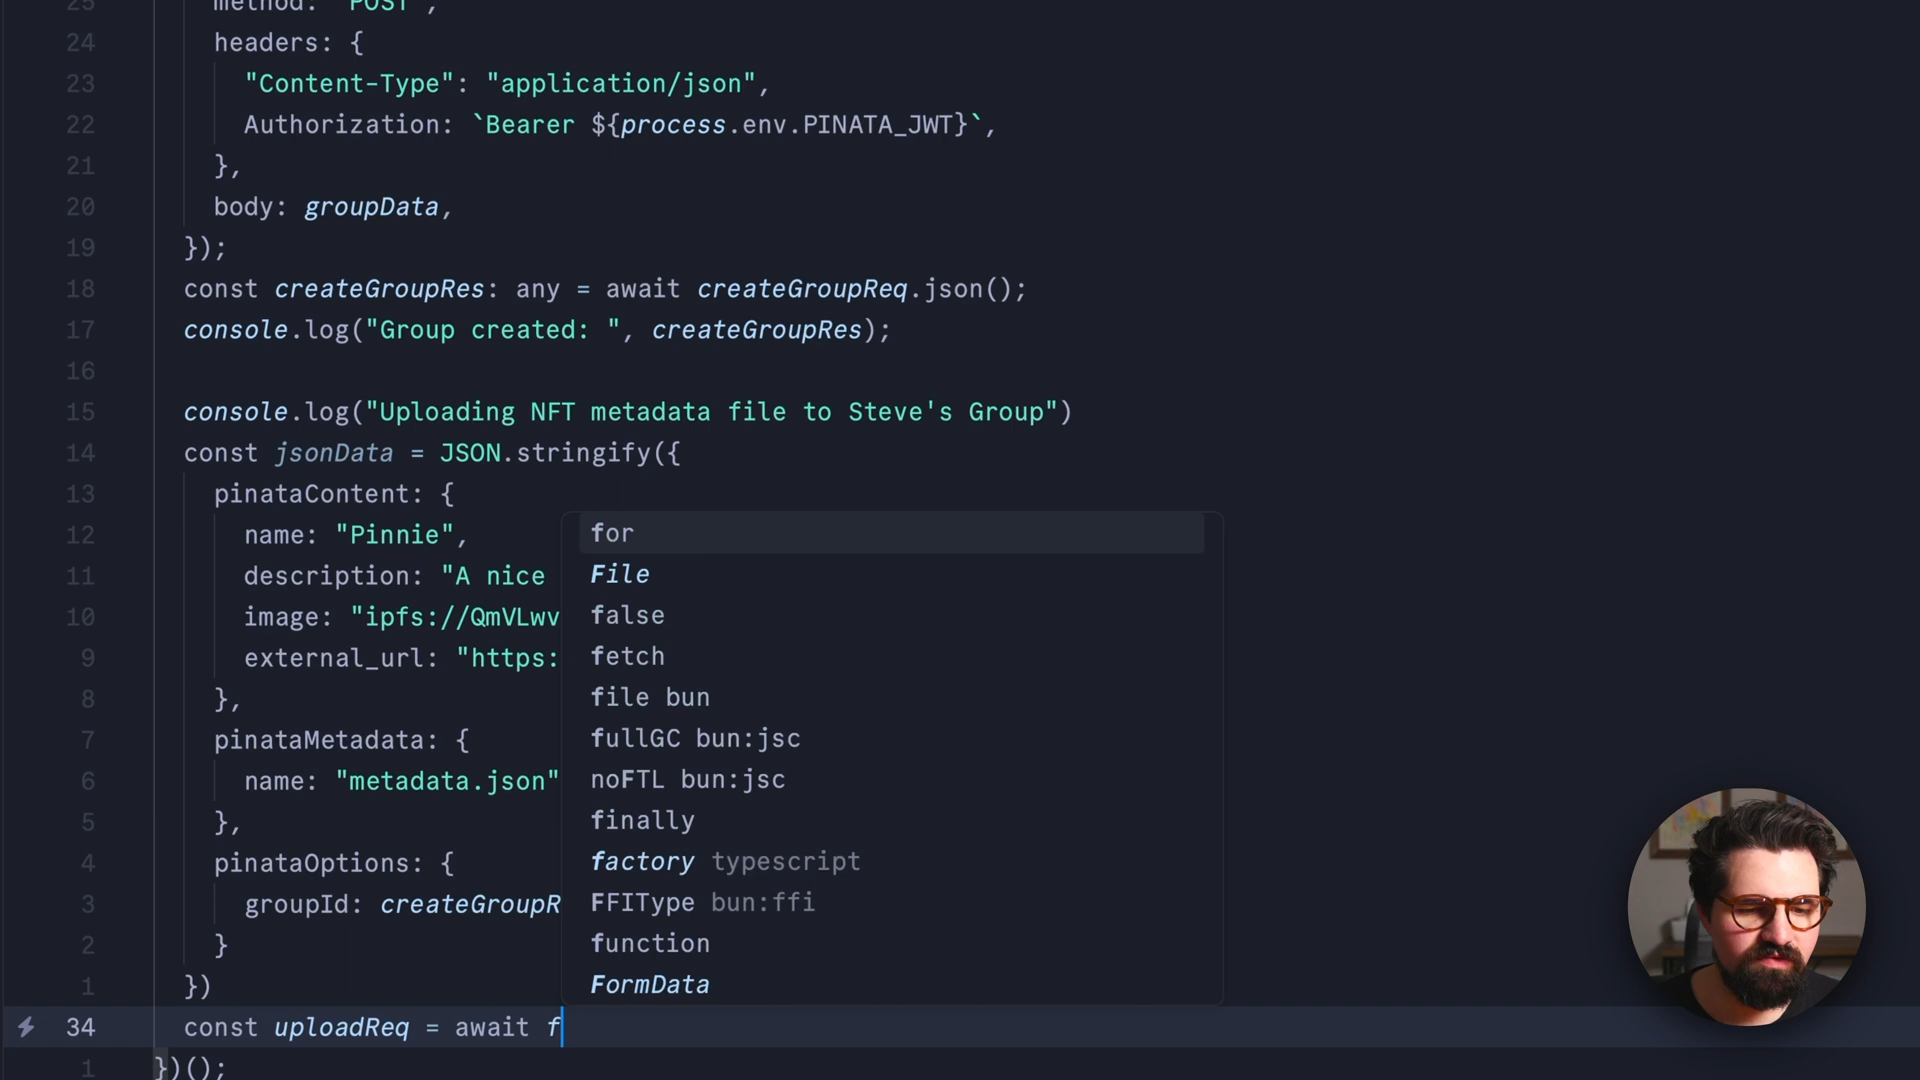 25 method: "POST",
24 headers: {
23 "Content-Type": "application/json",
22 Authorization: `Bearer ${process.env.PINATA_JWT}`,
21 },
20 body: groupData,
19 });
18 const createGroupRes: any = await createGroupReq.json();
17 console.log("Group created: ", createGroupRes);
16
15 console.log("Uploading NFT metadata file to Steve's Group")
14 const jsonData = JSON.stringify({
13 pinataContent: {
12 name: "Pinnie",
11 description: "A nice
10 image: "ipfs://QmVLwv
9 external_url: "https:
8 },
7 pinataMetadata: {
6 name: "metadata.json"
5 },
4 pinataOptions: {
3 groupId: createGroupR
2 }
1 })
34 const uploadReq = await f
1 })();
for
File
false
fetch
file bun
fullGC bun:jsc
noFTL bun:jsc
finally
factory typescript
FFIType bun:ffi
function
FormData